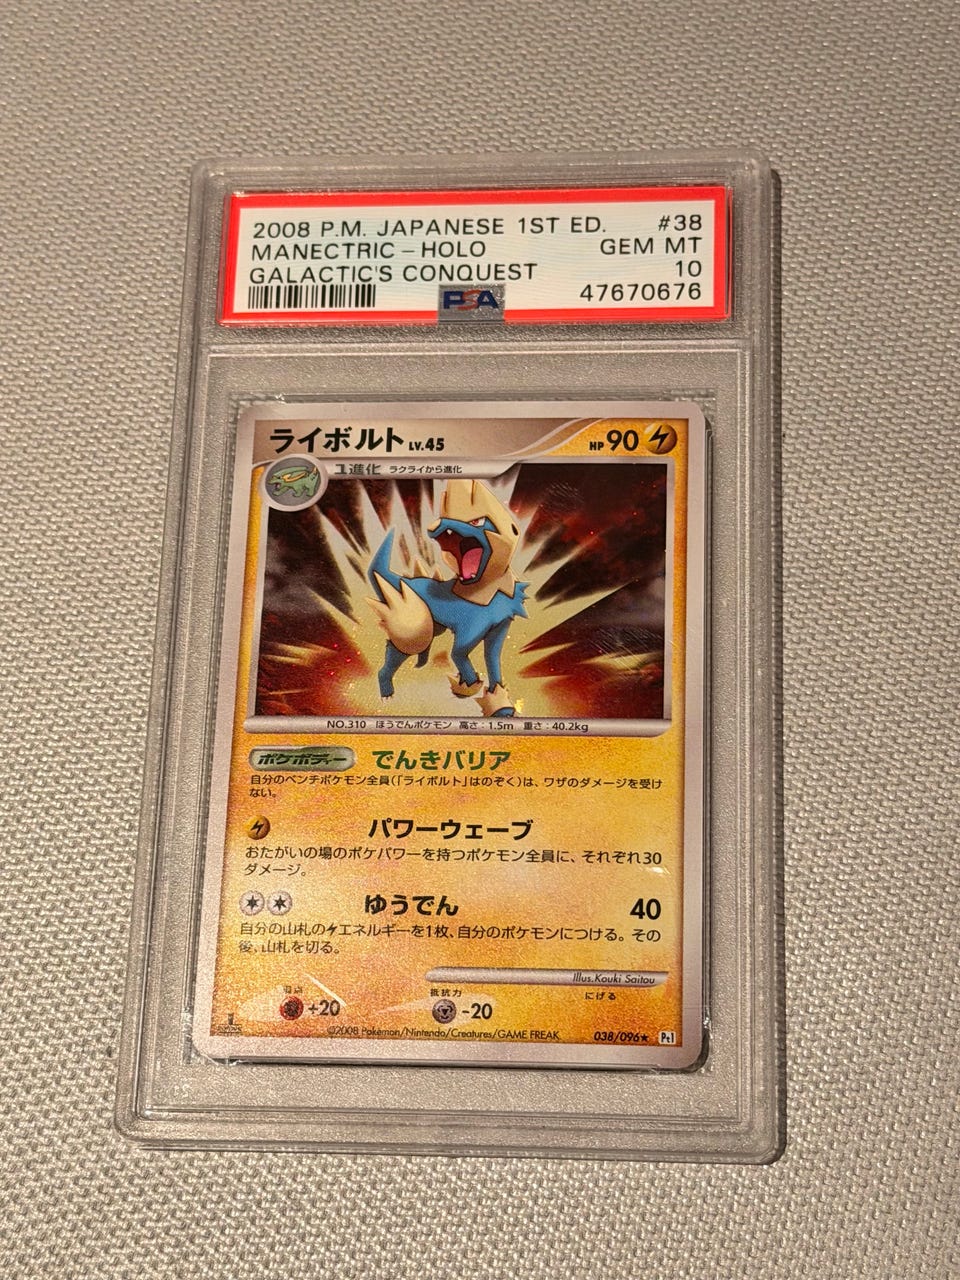 2008 P.M. JAPANESE 1ST ED. #38
MANECTRIC-HOLO GEM MT
GALACTIC'S CONQUEST 10
PSA 47670676
ライボルト LV.45 HP 90
1進化 ラクライから進化
NO.310 ほうでんポケモン 高さ:1.5m 重さ:40.2kg
ポケボディー でんきバリア
自分のベンチポケモン全員(「ライボルト」はのぞく)は、ワザのダメージを受け
ない。
パワーウェーブ
おたがいの場のポケパワーを持つポケモン全員に、それぞれ30
ダメージ。
ゆうでん 40
自分の山札のエネルギーを1枚、自分のポケモンにつける。その
後、山札を切る。
Illus.Kouki Saitou
弱点 +20 抵抗力 -20 にげる
©2008 Pokémon/Nintendo/Creatures/GAME FREAK. 038/096★ Pt1